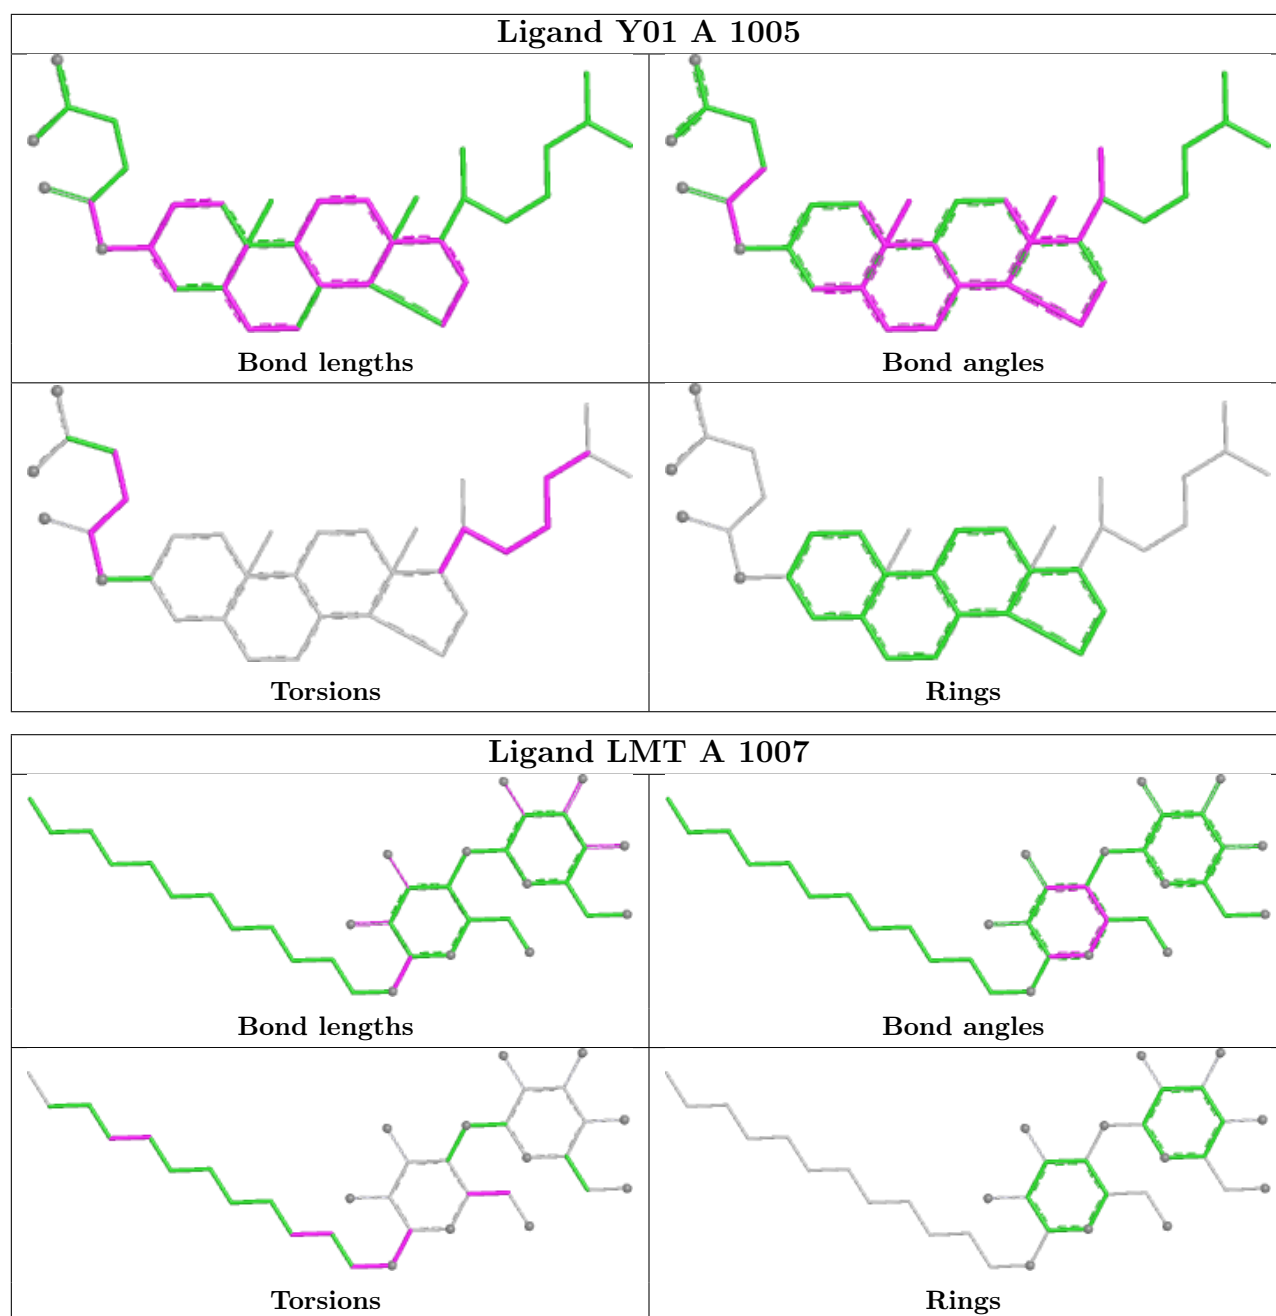 Ligand Y01 A 1005
Bond lengths
Bond angles
Torsions
Rings
Ligand LMT A 1007
Bond lengths
Bond angles
Torsions
Rings